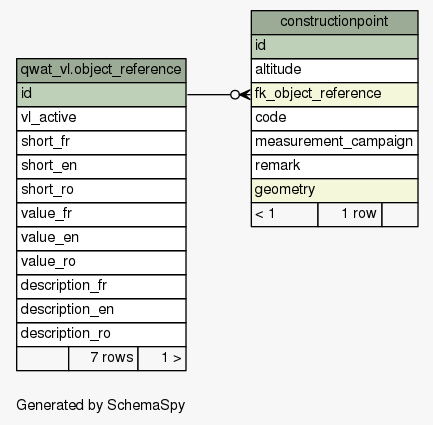 constructionpoint
id
altitude
fk_object_reference
code
measurement_campaign
remark
geometry
< 1 1 row
qwat_vl.object_reference
id
vl_active
short_fr
short_en
short_ro
value_fr
value_en
value_ro
description_fr
description_en
description_ro
7 rows 1 >
Generated by SchemaSpy